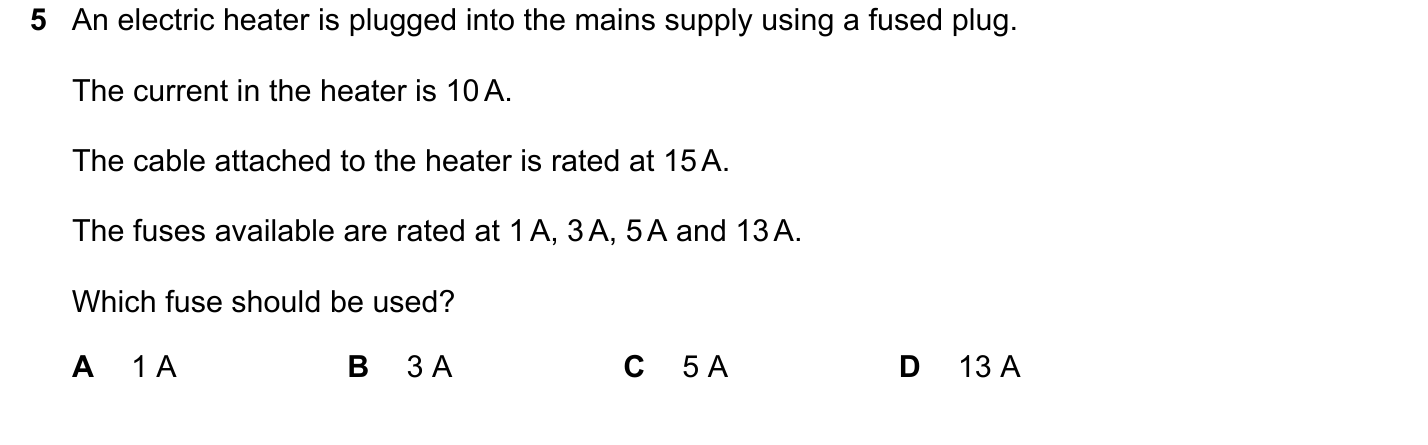 5 An electric heater is plugged into the mains supply using a fused plug.
The current in the heater is 10 A.
The cable attached to the heater is rated at 15 A.
The fuses available are rated at 1 A, 3 A, 5 A and 13 A.
Which fuse should be used?
A 1 A B 3 A C 5 A D 13 A